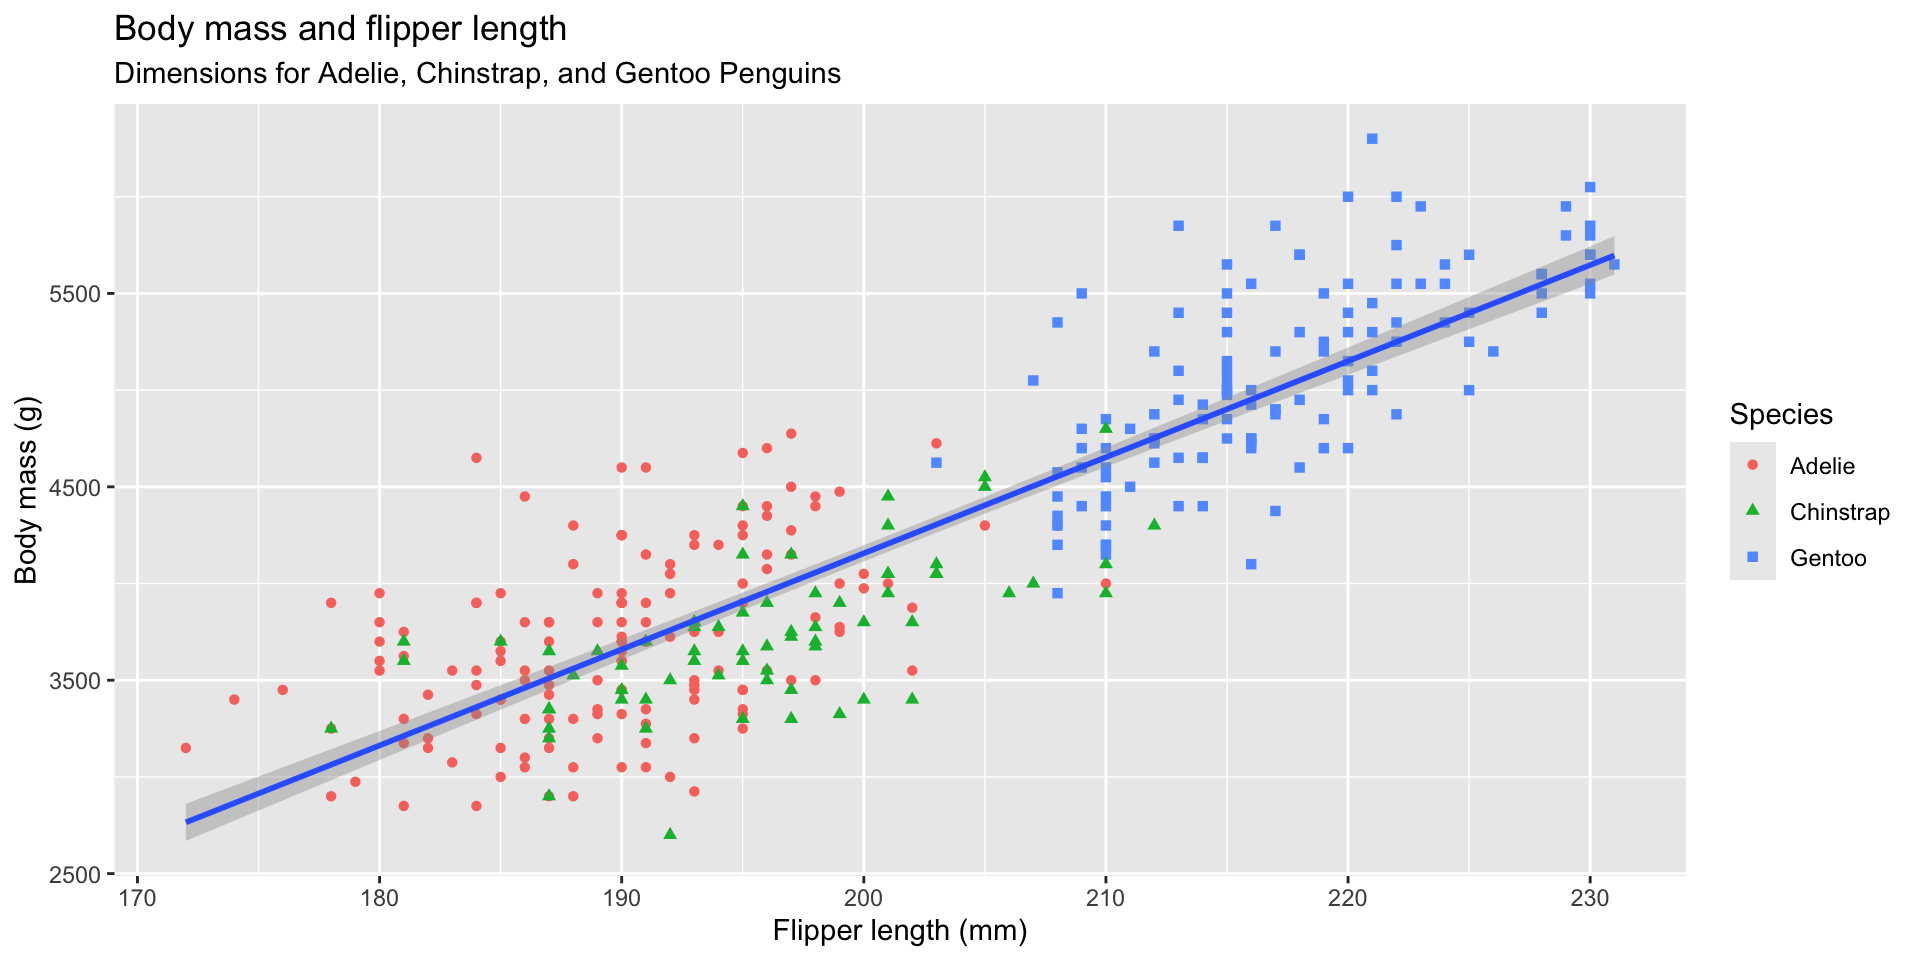 Body mass and flipper length
Dimensions for Adelie, Chinstrap, and Gentoo Penguins
Body mass (g)
5500
4500
3500
2500
170 180 190 200 210 220 230
Flipper length (mm)
Species
Adelie
Chinstrap
Gentoo